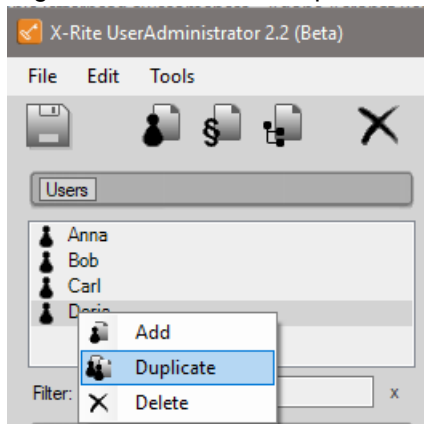 X-Rite UserAdministrator 2.2 (Beta)
File Edit Tools
§
Users
Anna
Bob
Carl
Add
Duplicate
Filter: x
Delete